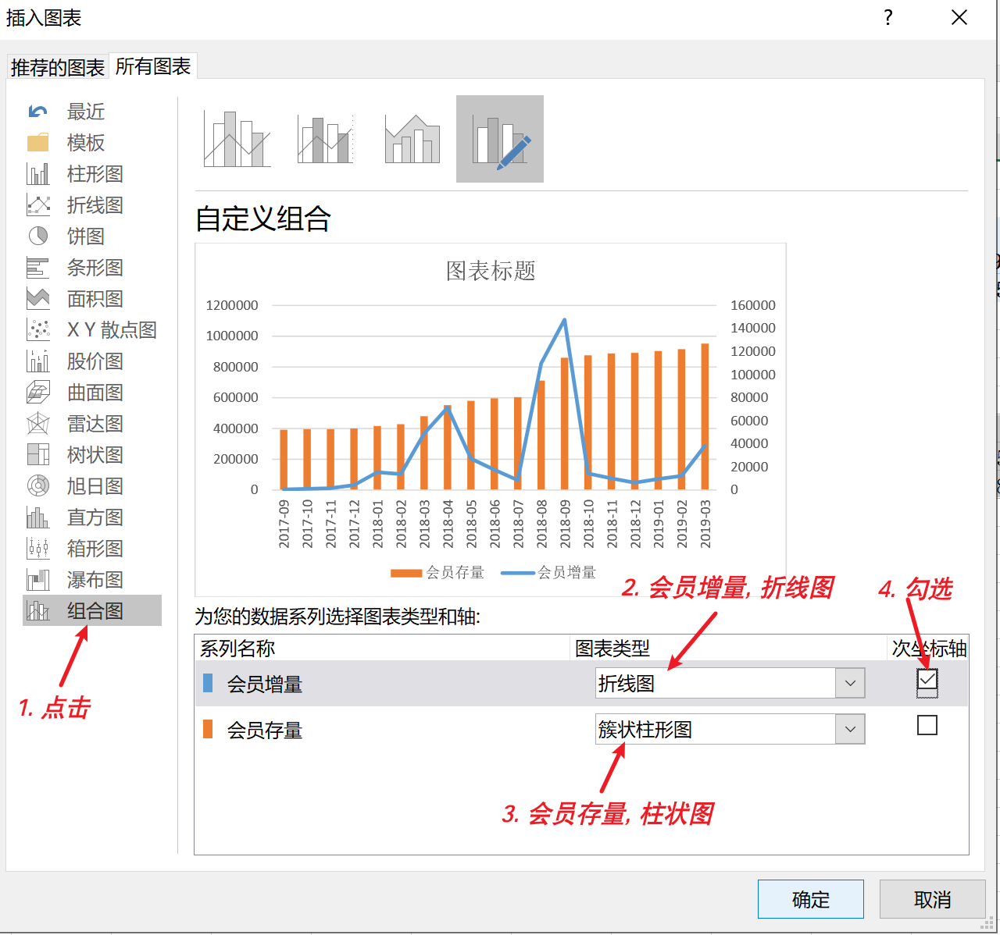 插入图表
?
推荐的图表
所有图表
最近
模板
柱形图
折线图
饼图
条形图
面积图
X Y 散点图
股价图
曲面图
雷达图
树状图
旭日图
直方图
箱形图
瀑布图
组合图
1. 点击
自定义组合
图表标题
1200000
1000000
800000
600000
400000
200000
0
160000
140000
120000
100000
80000
60000
40000
20000
0
2017-09
2017-10
2017-11
2017-12
2018-01
2018-02
2018-03
2018-04
2018-05
2018-06
2018-07
2018-08
2018-09
2018-10
2018-11
2018-12
2019-01
2019-02
2019-03
会员存量
会员增量
2. 会员增量, 折线图
4. 勾选
为您的数据系列选择图表类型和轴:
系列名称 图表类型 次坐标轴
会员增量 折线图
会员存量 簇状柱形图
3. 会员存量, 柱状图
确定
取消